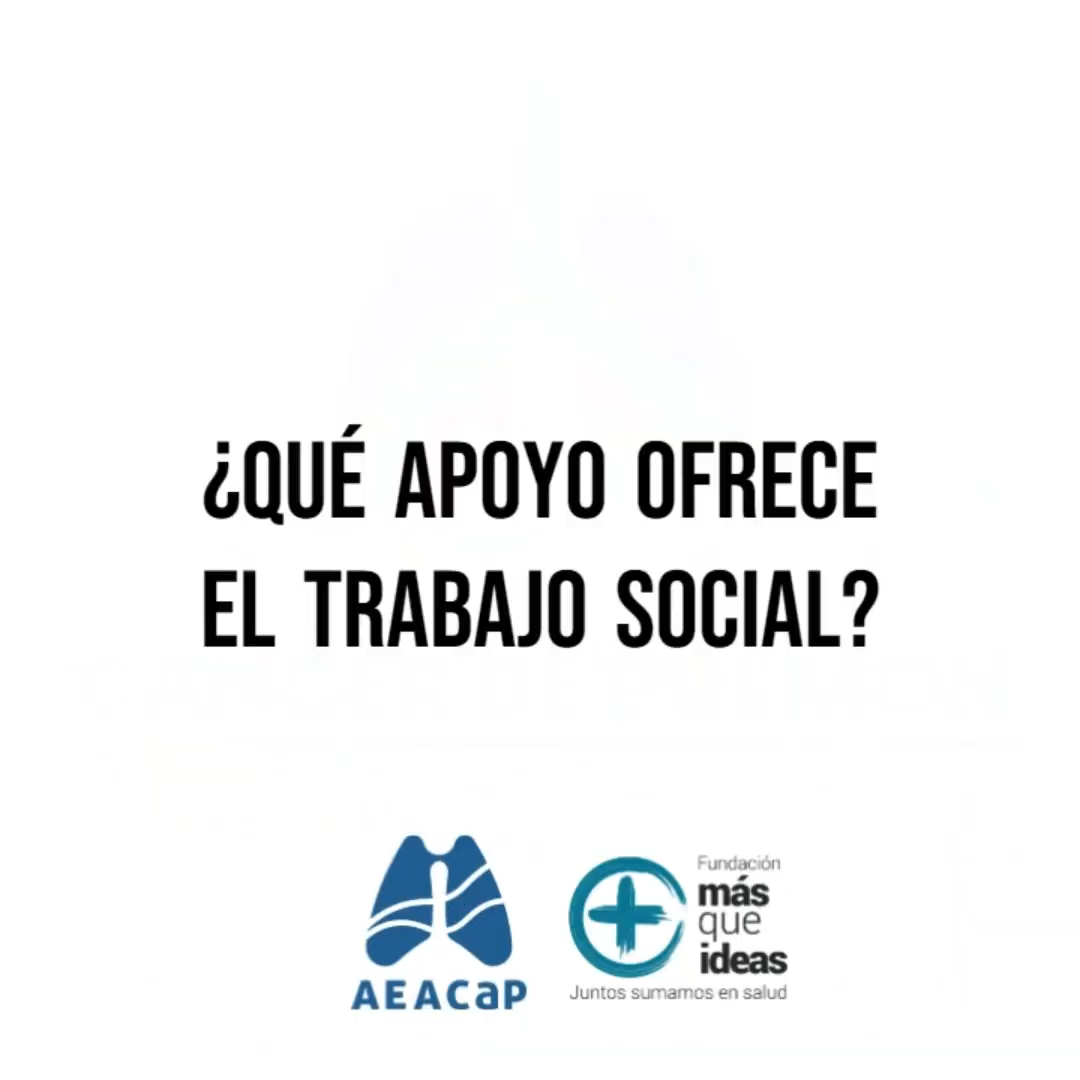 ¿QUÉ APOYO OFRECE
EL TRABAJO SOCIAL?
AEACaP
Fundación
más
que
ideas
Juntos sumamos en salud